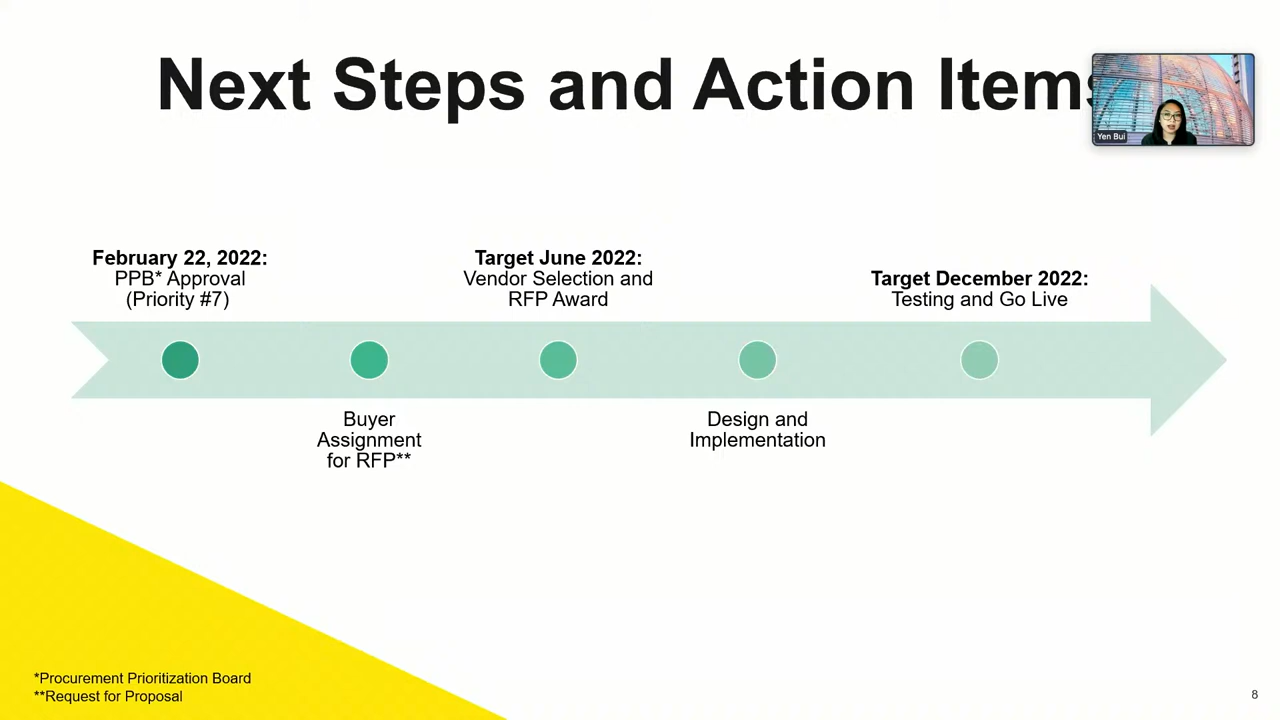 Next Steps and Action Items
Yen Bui
February 22, 2022:
PPB* Approval
(Priority #7)
Buyer
Assignment
for RFP**
Target June 2022:
Vendor Selection and
RFP Award
Design and
Implementation
Target December 2022:
Testing and Go Live
*Procurement Prioritization Board
**Request for Proposal
8